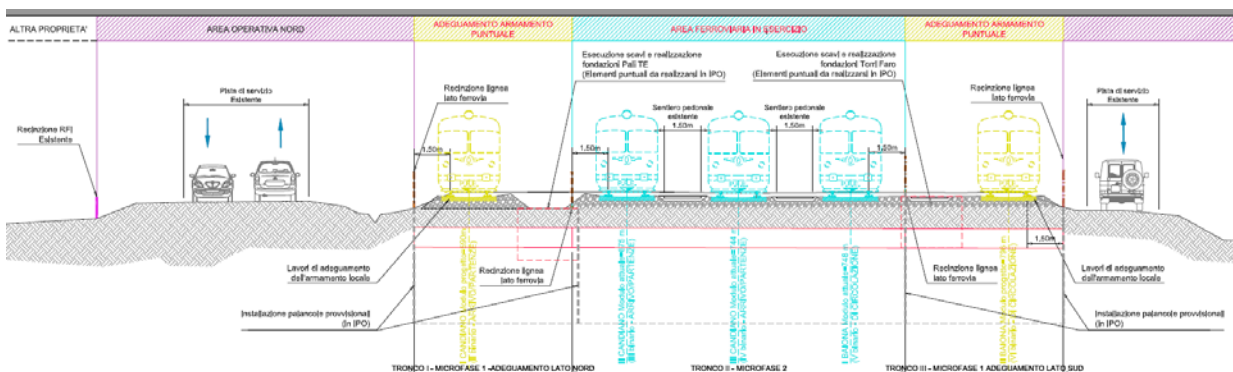 ALTRA PROPRIETA'
AREA OPERATIVA NORD
ADEGUAMENTO ARMAMENTO
PUNTUALE
AREA FERROVIARIA IN ESERCIZIO
ADEGUAMENTO ARMAMENTO
PUNTUALE
Esecuzione scavi e realizzazione
fondazioni Pali TE
(Elementi puntuali da realizzarsi in IPO)
Esecuzione scavi e realizzazione
fondazioni Torri Faro
(Elementi puntuali da realizzarsi in IPO)
Pista di servizio
Esistente
Recinzione lignea
lato ferrovia
Recinzione lignea
lato ferrovia
Pista di servizio
Esistente
Sentiero pedonale
esistente
1,50m
Sentiero pedonale
esistente
1,50m
Recinzione RFI
Esistente
1,50m
1,50m
1,50m
1,50m
Lavori di adeguamento
dell'armamento locale
Recinzione lignea
lato ferrovia
Recinzione lignea
lato ferrovia
Lavori di adeguamento
dell'armamento locale
Installazione palancole provvisionali
(in IPO)
Installazione palancole provvisionali
(in IPO)
TRONCO I - MICROFASE 1 - ADEGUAMENTO LATO NORD
TRONCO II - MICROFASE 2
TRONCO III - MICROFASE 1 ADEGUAMENTO LATO SUD